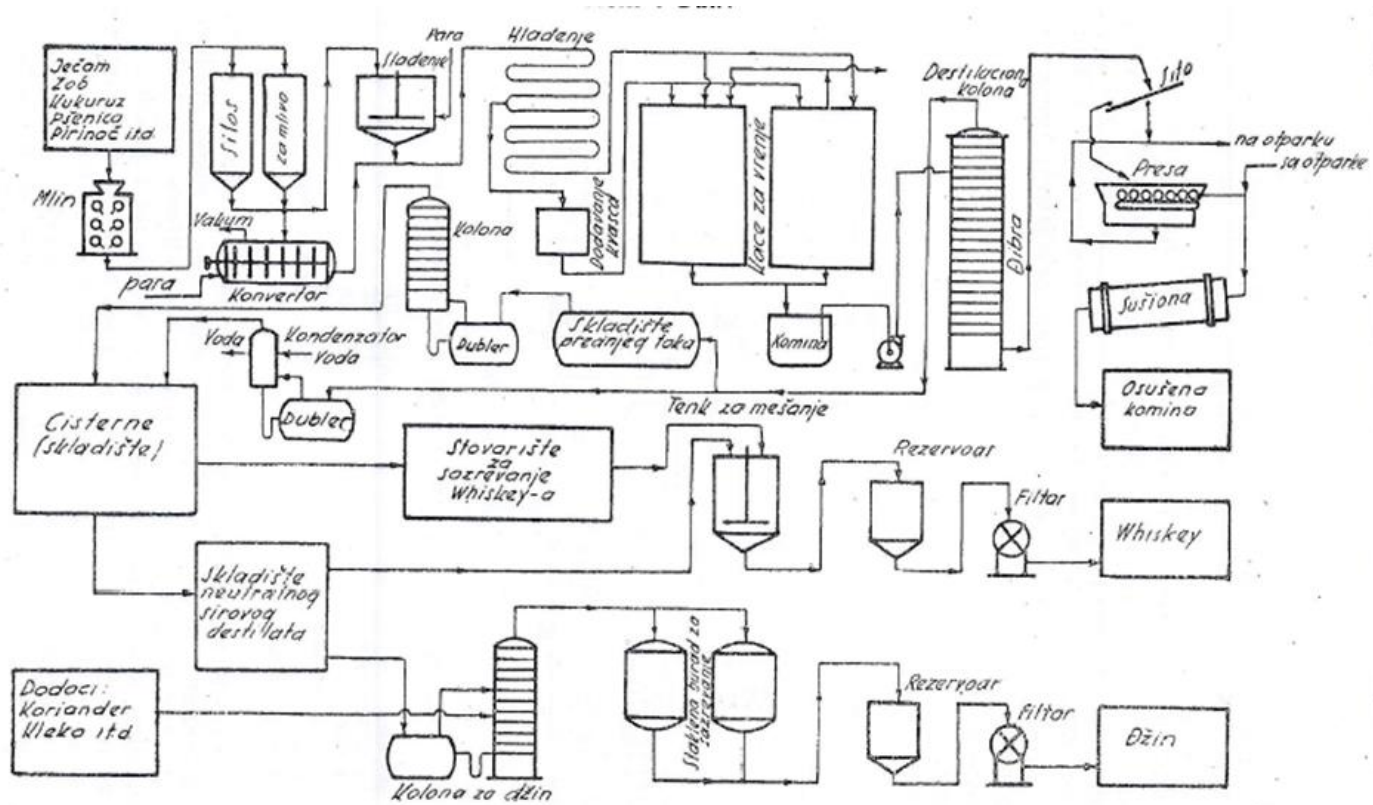 Ječam
Zob
Kukuruz
Pšenica
Pirinač itd.
Mlin
Silos
za mlivo
Para
Slađenje
Hlađenje
Vakum
para
Konvertor
Kolona
Dodavanje
kvasca
Kace za vrenje
Destilaciona
kolona
Džibra
Sito
na otparku
sa otparke
Presa
Sušiona
Osušena
komina
Voda
Kondenzator
Voda
Dubler
Dubler
Skladište
prednjeg toka
Komina
Cisterne
(skladište)
Stovarište
za
sazrevanje
Whiskey-a
Tenk za mešanje
Rezervoar
Filtar
Whiskey
Skladište
neutralnog
sirovog
destilata
Dodaci:
Koriander
Kleka itd.
Kolona za džin
Staklena burad za
sazrevanje
Rezervoar
Filtar
Džin